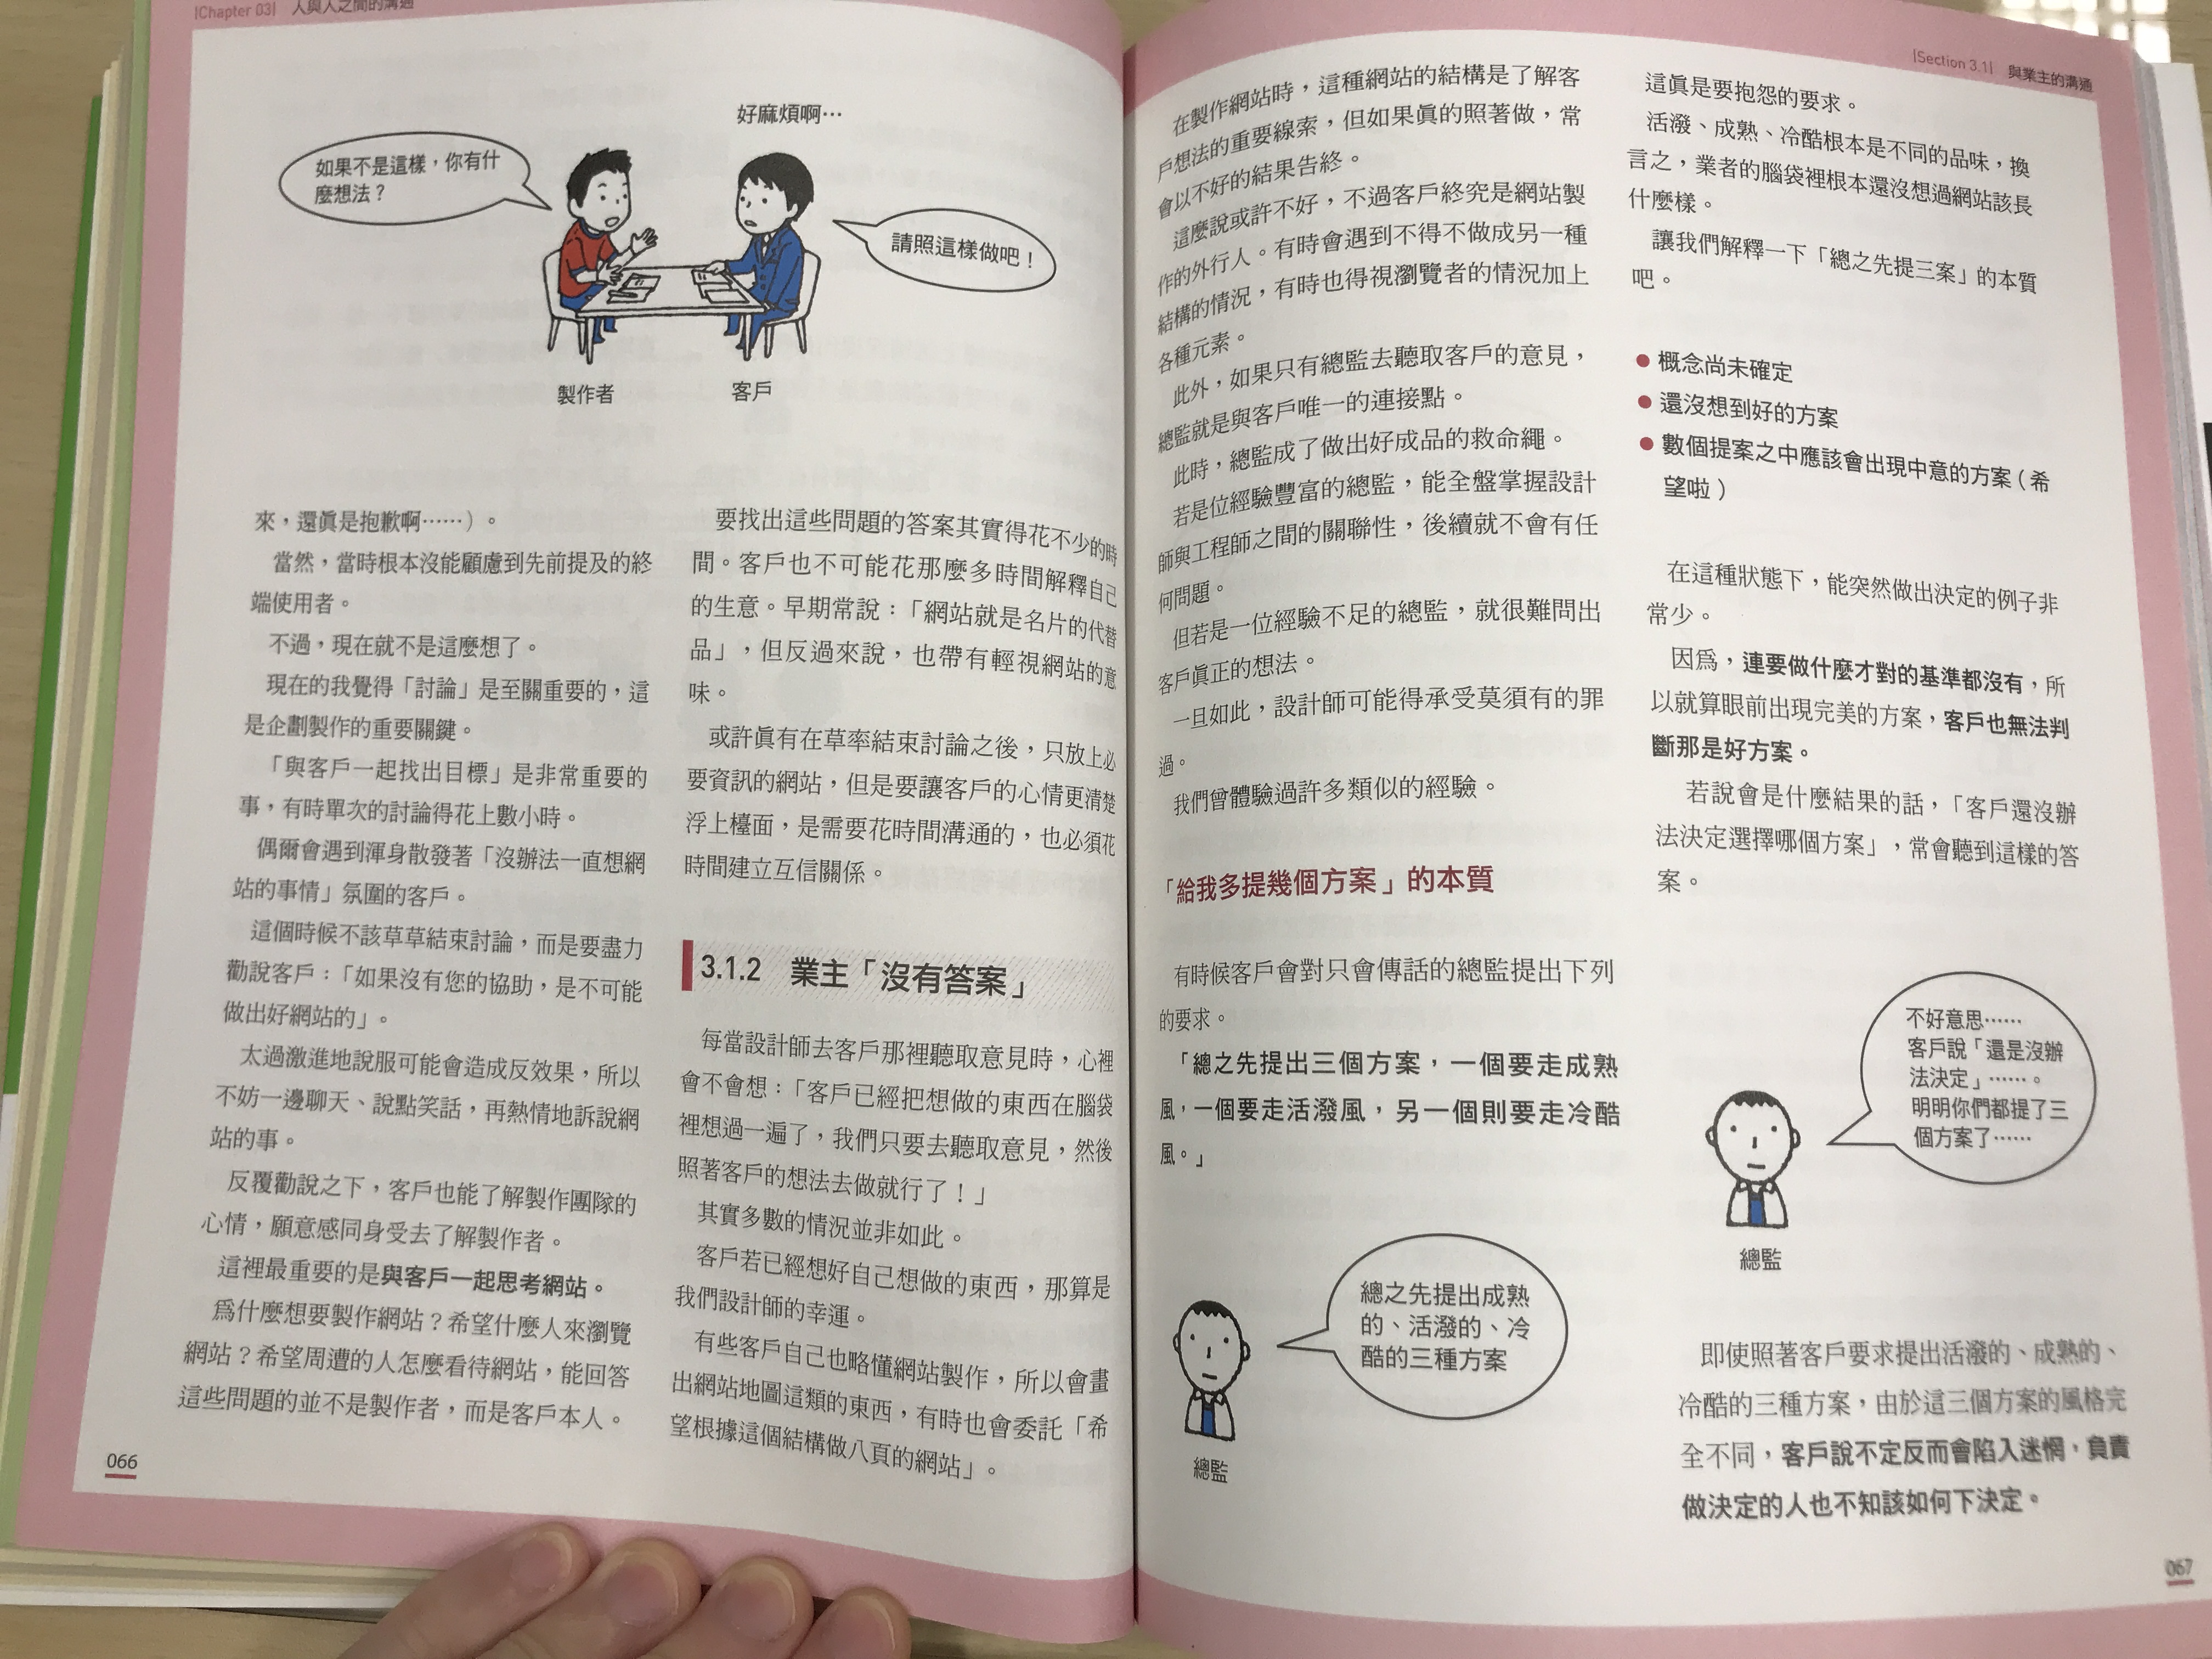 |Chapter 03| 人與人之間的溝通
好麻煩啊…
如果不是這樣，你有什
麼想法？
請照這樣做吧！
製作者
客戶
來，還真是抱歉啊……）。
當然，當時根本沒能顧慮到先前提及的終
端使用者。
不過，現在就不是這麼想了。
現在的我覺得「討論」是至關重要的，這
是企劃製作的重要關鍵。
「與客戶一起找出目標」是非常重要的
事，有時單次的討論得花上數小時。
偶爾會遇到渾身散發著「沒辦法一直想網
站的事情」氛圍的客戶。
這個時候不該草草結束討論，而是要盡力
勸說客戶：「如果沒有您的協助，是不可能
做出好網站的」。
太過激進地說服可能會造成反效果，所以
不妨一邊聊天、說點笑話，再熱情地訴說網
站的事。
反覆勸說之下，客戶也能了解製作團隊的
心情，願意感同身受去了解製作者。
這裡最重要的是與客戶一起思考網站。
為什麼想要製作網站？希望什麼人來瀏覽
網站？希望周遭的人怎麼看待網站，能回答
這些問題的並不是製作者，而是客戶本人。
066
要找出這些問題的答案其實得花不少的時
間。客戶也不可能花那麼多時間解釋自己
的生意。早期常說：「網站就是名片的代替
品」，但反過來說，也帶有輕視網站的意
味。
或許真有在草率結束討論之後，只放上必
要資訊的網站，但是要讓客戶的心情更清楚
浮上檯面，是需要花時間溝通的，也必須花
時間建立互信關係。
3.1.2 業主「沒有答案」
每當設計師去客戶那裡聽取意見時，心裡
會不會想：「客戶已經把想做的東西在腦袋
裡想過一遍了，我們只要去聽取意見，然後
照著客戶的想法去做就行了！」
其實多數的情況並非如此。
客戶若已經想好自己想做的東西，那算是
我們設計師的幸運。
有些客戶自己也略懂網站製作，所以會畫
出網站地圖這類的東西，有時也會委託「希
望根據這個結構做八頁的網站」。
|Section 3.1| 與業主的溝通
在製作網站時，這種網站的結構是了解客
戶想法的重要線索，但如果真的照著做，常
會以不好的結果告終。
這麼說或許不好，不過客戶終究是網站製
作的外行人。有時會遇到不得不做成另一種
結構的情況，有時也得視瀏覽者的情況加上
各種元素。
此外，如果只有總監去聽取客戶的意見，
總監就是與客戶唯一的連接點。
此時，總監成了做出好成品的救命繩。
若是位經驗豐富的總監，能全盤掌握設計
師與工程師之間的關聯性，後續就不會有任
何問題。
但若是一位經驗不足的總監，就很難問出
客戶真正的想法。
一旦如此，設計師可能得承受莫須有的罪
過。
我們曾體驗過許多類似的經驗。
「給我多提幾個方案」的本質
有時候客戶會對只會傳話的總監提出下列
的要求。
「總之先提出三個方案，一個要走成熟
風，一個要走活潑風，另一個則要走冷酷
風。」
總之先提出成熟
的、活潑的、冷
酷的三種方案
總監
這真是要抱怨的要求。
活潑、成熟、冷酷根本是不同的品味，換
言之，業者的腦袋裡根本還沒想過網站該長
什麼樣。
讓我們解釋一下「總之先提三案」的本質
吧。
● 概念尚未確定
● 還沒想到好的方案
● 數個提案之中應該會出現中意的方案（希
望啦）
在這種狀態下，能突然做出決定的例子非
常少。
因為，連要做什麼才對的基準都沒有，所
以就算眼前出現完美的方案，客戶也無法判
斷那是好方案。
若說會是什麼結果的話，「客戶還沒辦
法決定選擇哪個方案」，常會聽到這樣的答
案。
不好意思……
客戶說「還是沒辦
法決定」……。
明明你們都提了三
個方案了……
總監
即使照著客戶要求提出活潑的、成熟的、
冷酷的三種方案，由於這三個方案的風格完
全不同，客戶說不定反而會陷入迷惘，負責
做決定的人也不知該如何下決定。
067